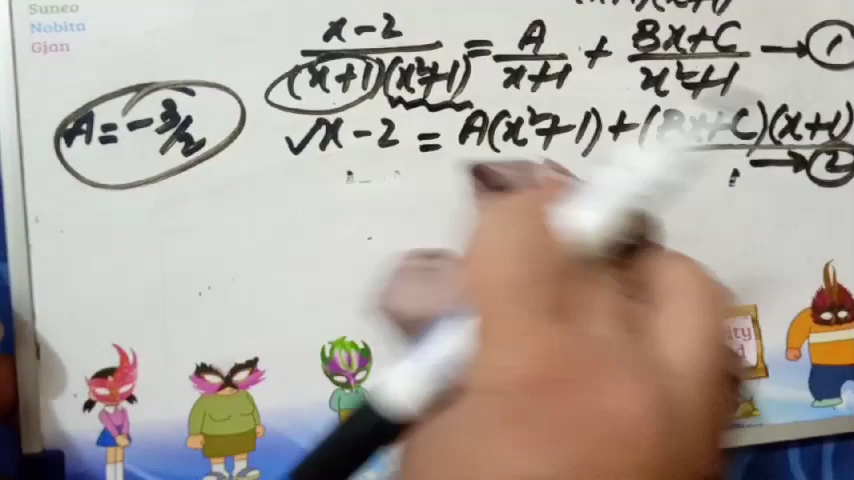 Suneo
Nobita
Gjan
x-2/(x+1)(x²+1) = A/x+1 + Bx+C/x²+1 → ①
A = -3/2
√x-2 = A(x²+1) + (Bx+C)(x+1)
→ ②